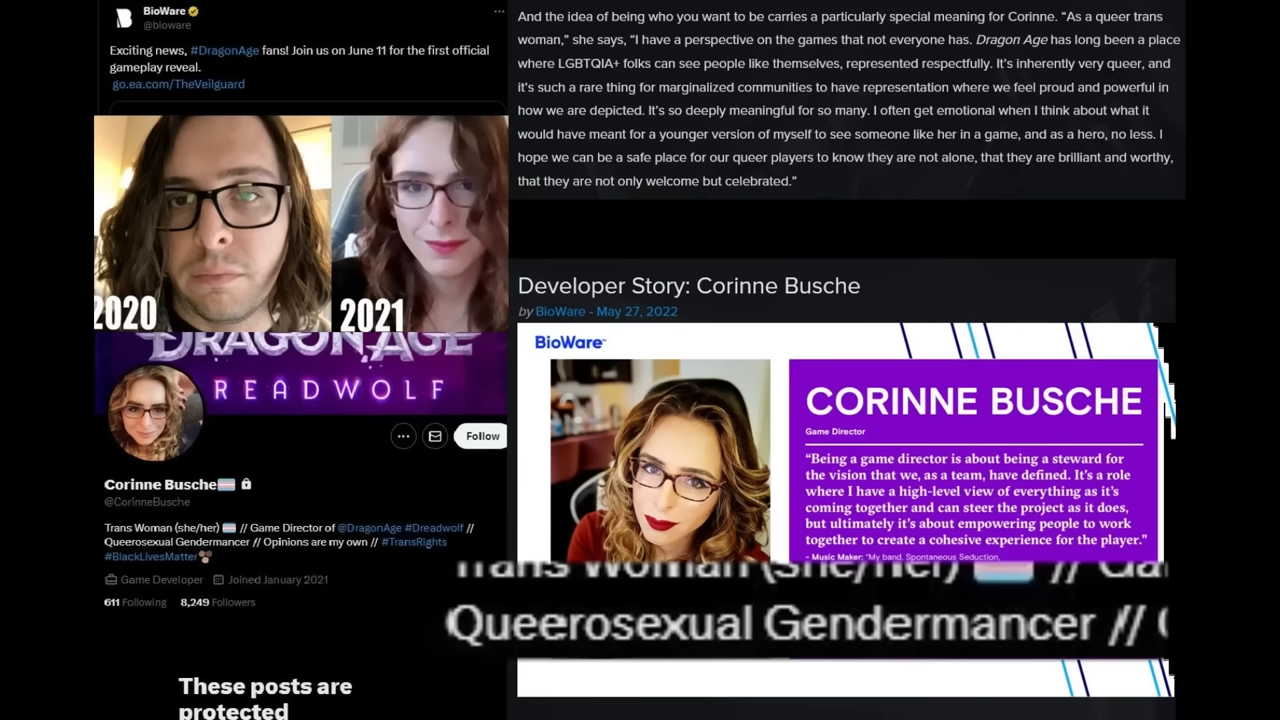 BioWare
@bioware
Exciting news, #DragonAge fans! Join us on June 11 for the first official
gameplay reveal.
go.ea.com/TheVeilguard
2020
2021
DRAGON AGE
READWOLF
Follow
Corinne Busche
@CorinneBusche
Trans Woman (she/her) // Game Director of @DragonAge #Dreadwolf //
Queerosexual Gendermancer // Opinions are my own // #TransRights
#BlackLivesMatter
Game Developer Joined January 2021
611 Following 8,249 Followers
These posts are
protected
And the idea of being who you want to be carries a particularly special meaning for Corinne. “As a queer trans
woman,” she says, “I have a perspective on the games that not everyone has. Dragon Age has long been a place
where LGBTQIA+ folks can see people like themselves, represented respectfully. It’s inherently very queer, and
it’s such a rare thing for marginalized communities to have representation where we feel proud and powerful in
how we are depicted. It’s so deeply meaningful for so many. I often get emotional when I think about what it
would have meant for a younger version of myself to see someone like her in a game, and as a hero, no less. I
hope we can be a safe place for our queer players to know they are not alone, that they are brilliant and worthy,
that they are not only welcome but celebrated.”
Developer Story: Corinne Busche
by BioWare - May 27, 2022
BioWare™
CORINNE BUSCHE
Game Director
“Being a game director is about being a steward for
the vision that we, as a team, have defined. It’s a role
where I have a high-level view of everything as it’s
coming together and can steer the project as it does,
but ultimately it’s about empowering people to work
together to create a cohesive experience for the player.”
– Music Maker: “My band, Spontaneous Seduction,
Trans Woman (she/her) // Ga
Queerosexual Gendermancer //